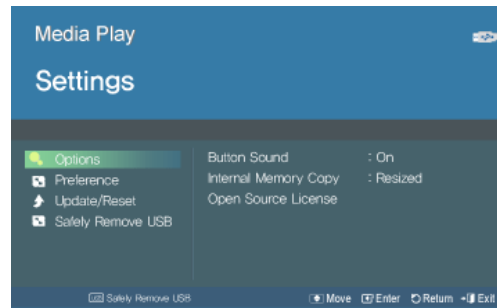 Media Play
Settings
Options
Button Sound : On
Preference
Internal Memory Copy : Resized
Update/Reset
Open Source License
Safely Remove USB
Safely Remove USB Move Enter Return Exit